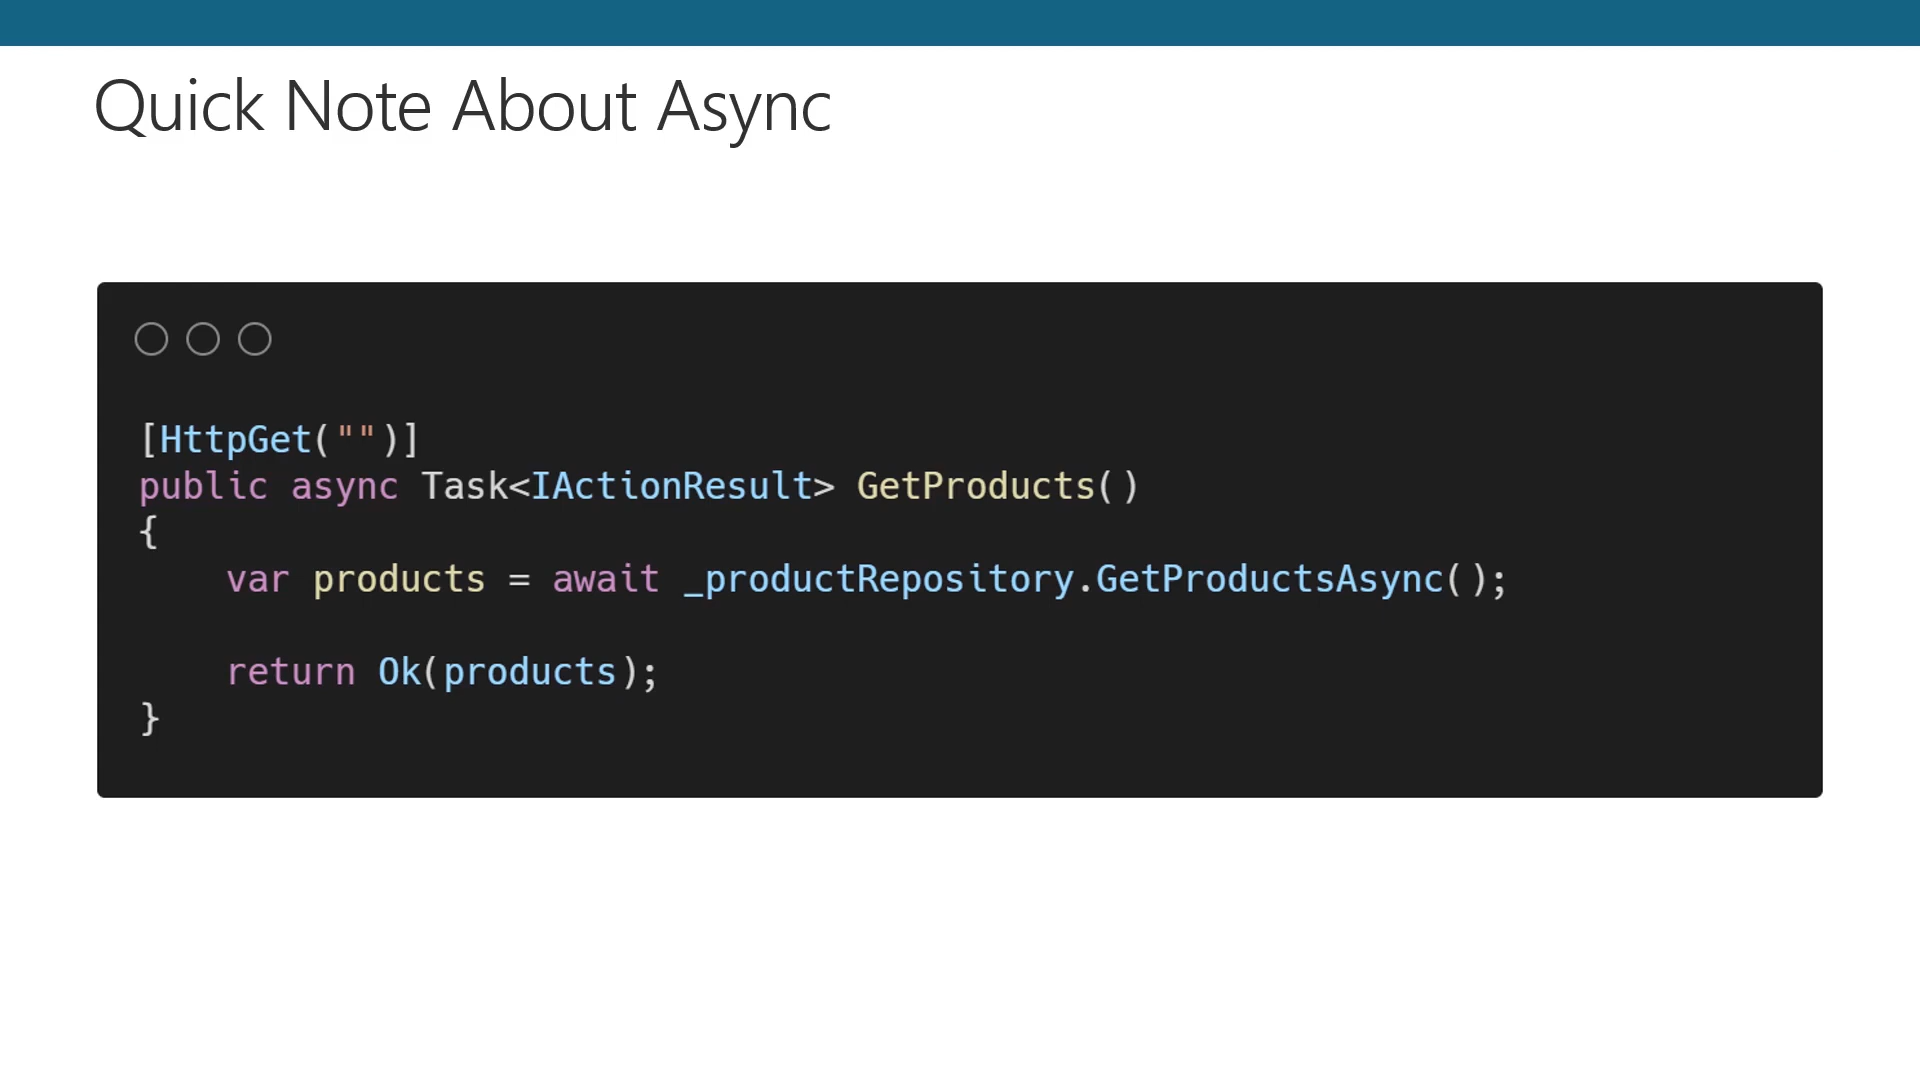 Quick Note About Async
[HttpGet("")]
public async Task<IActionResult> GetProducts()
{
    var products = await _productRepository.GetProductsAsync();
    return Ok(products);
}